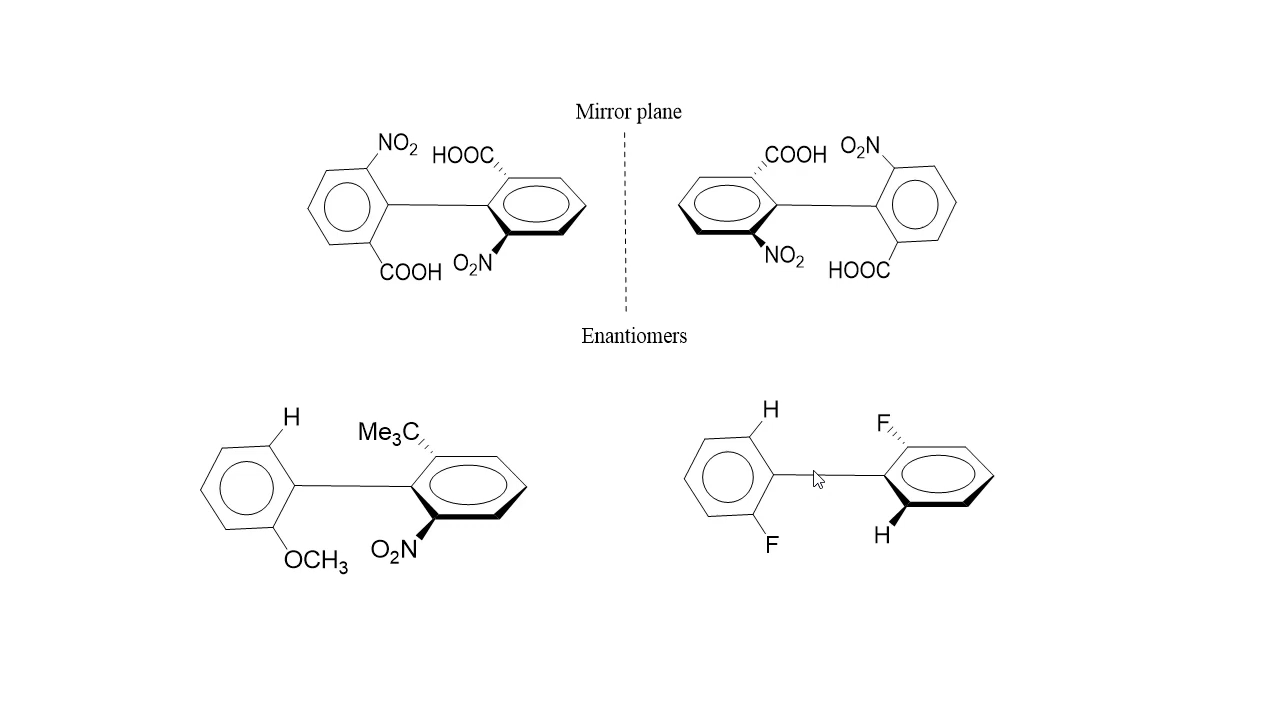 Mirror plane
NO₂ HOOC COOH O₂N
COOH O₂N NO₂ HOOC
Enantiomers
H Me₃C H F
OCH₃ O₂N F H